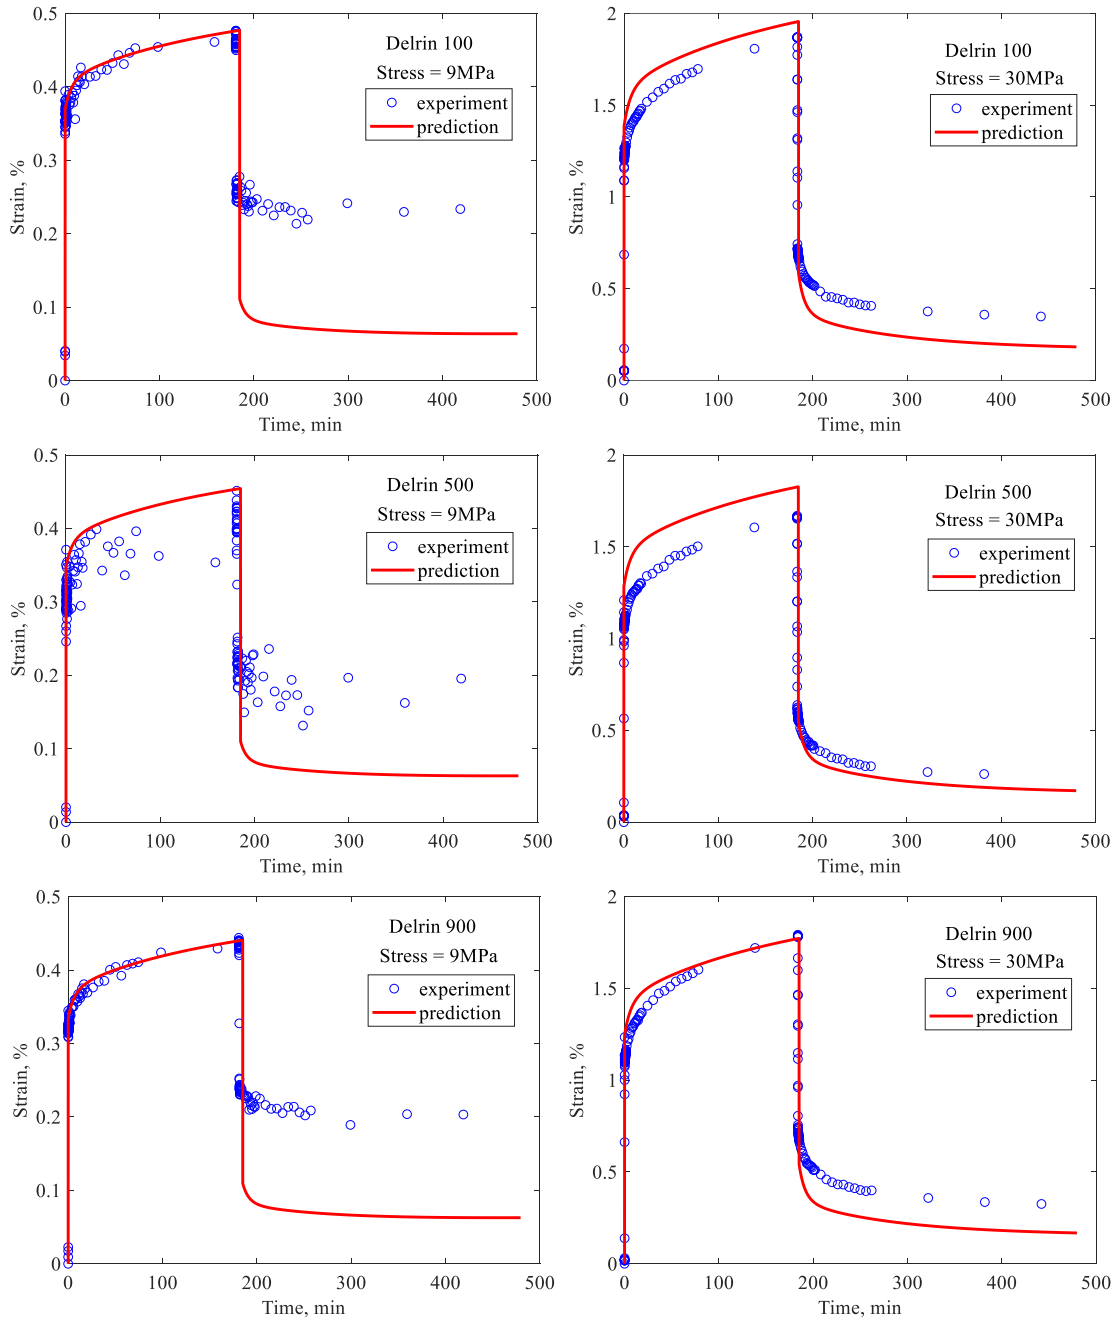 0.5
0.4
0.3
0.2
0.1
0
Strain, %
0 100 200 300 400 500
Time, min
Delrin 100
Stress = 9MPa
experiment
prediction
2
1.5
1
0.5
0
Strain, %
0 100 200 300 400 500
Time, min
Delrin 100
Stress = 30MPa
experiment
prediction
0.5
0.4
0.3
0.2
0.1
0
Strain, %
0 100 200 300 400 500
Time, min
Delrin 500
Stress = 9MPa
experiment
prediction
2
1.5
1
0.5
0
Strain, %
0 100 200 300 400 500
Time, min
Delrin 500
Stress = 30MPa
experiment
prediction
0.5
0.4
0.3
0.2
0.1
0
Strain, %
0 100 200 300 400 500
Time, min
Delrin 900
Stress = 9MPa
experiment
prediction
2
1.5
1
0.5
0
Strain, %
0 100 200 300 400 500
Time, min
Delrin 900
Stress = 30MPa
experiment
prediction